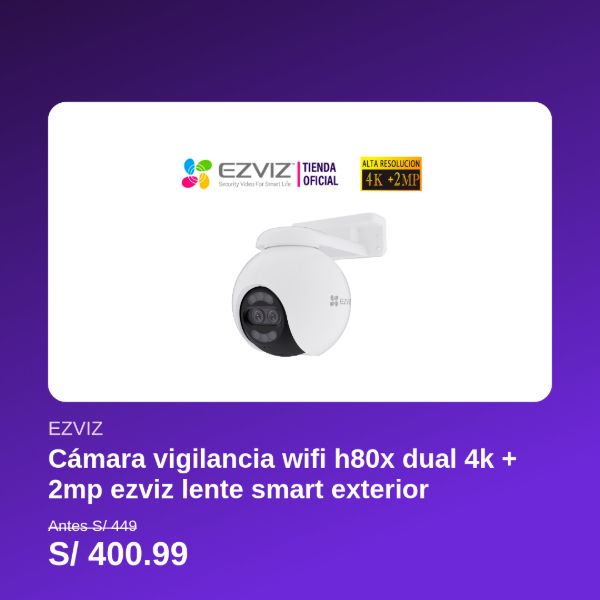 EZVIZ
Security Video For Smart Life
TIENDA
OFICIAL
ALTA RESOLUCION
4K +2MP
EZVIZ
Cámara vigilancia wifi h80x dual 4k +
2mp ezviz lente smart exterior
Antes S/ 449
S/ 400.99